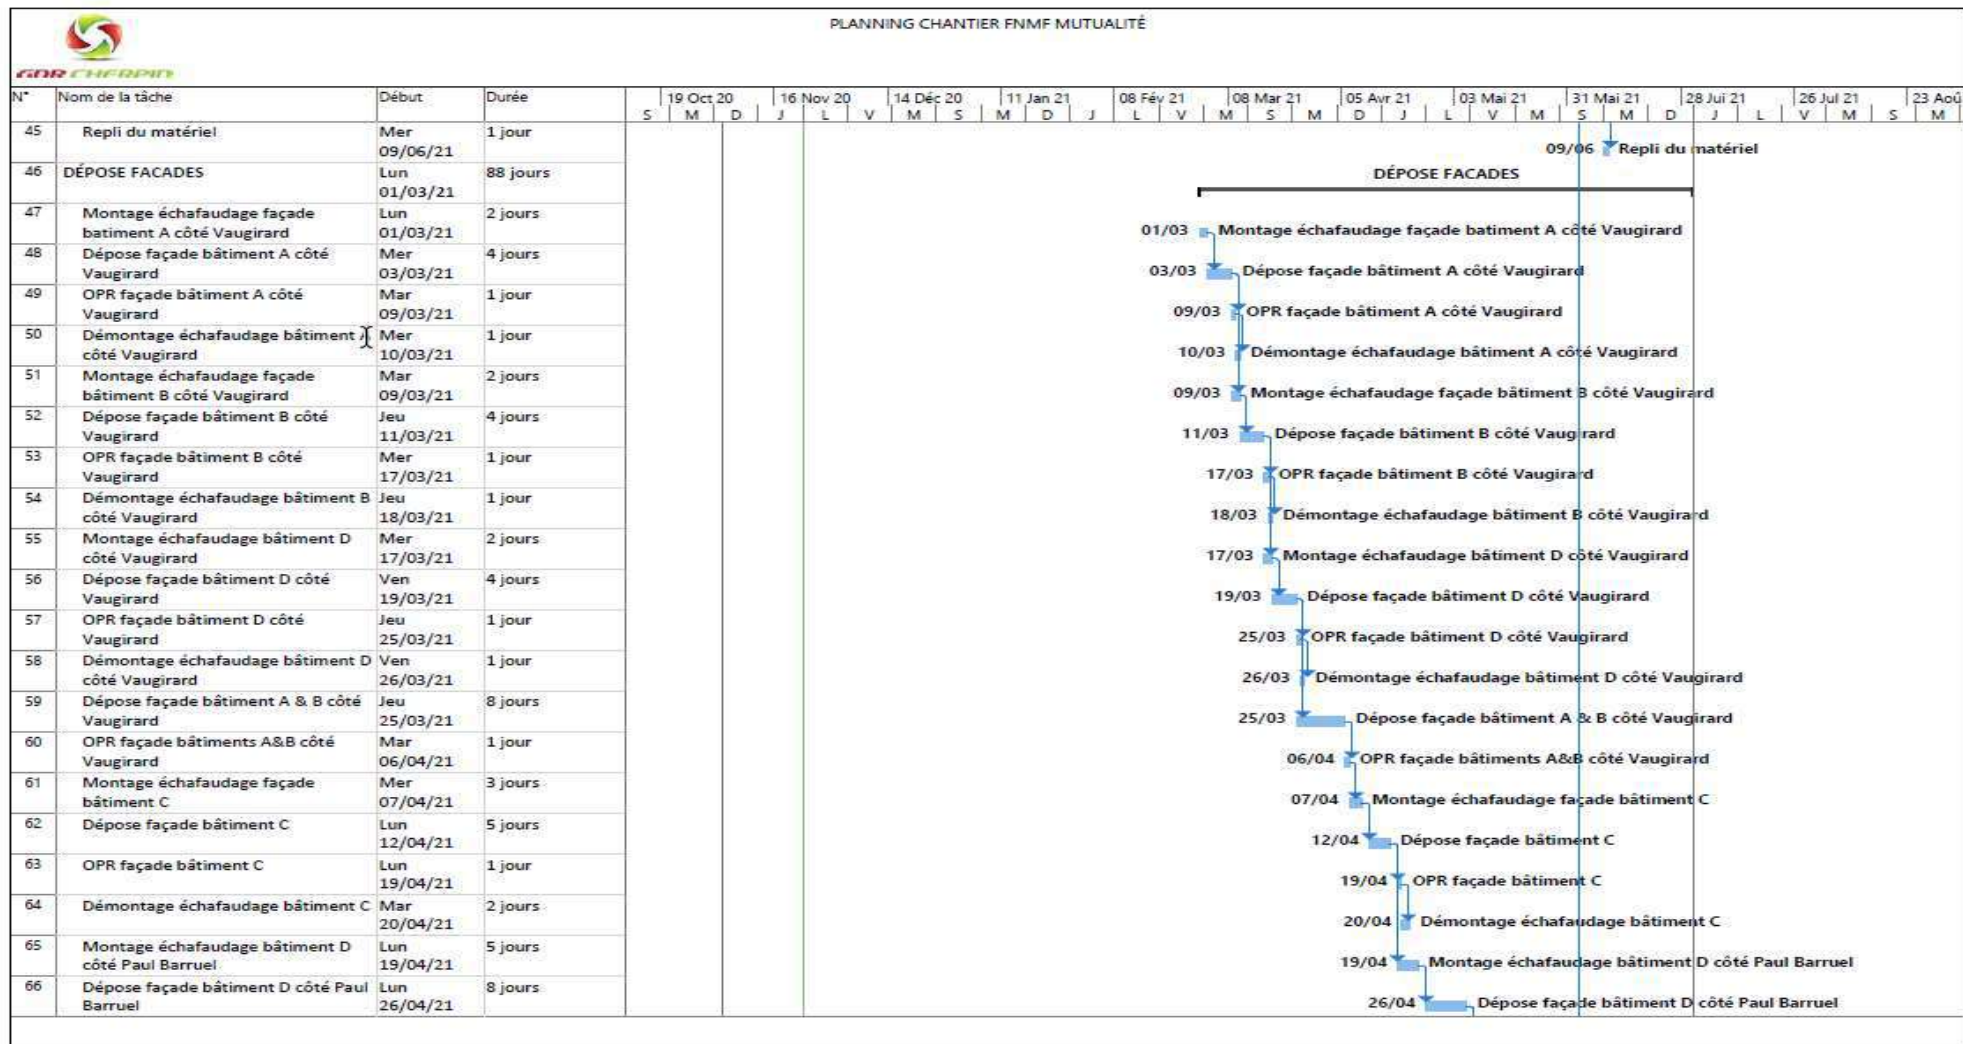 PLANNING CHANTIER FNMF MUTUALITÉ
GDR CHERPIN
N° Nom de la tâche Début Durée 19 Oct 20 16 Nov 20 14 Déc 20 11 Jan 21 08 Fév 21 08 Mar 21 05 Avr 21 03 Mai 21 31 Mai 21 28 Jui 21 26 Jul 21 23 Aoû
S M D J L V M S M D J L V M S M D J L V M S M D J L V M S M
45 Repli du matériel Mer 1 jour
09/06/21 09/06 Repli du matériel
46 DÉPOSE FACADES Lun 88 jours DÉPOSE FACADES
01/03/21
47 Montage échafaudage façade Lun 2 jours
batiment A côté Vaugirard 01/03/21 01/03 Montage échafaudage façade batiment A côté Vaugirard
48 Dépose façade bâtiment A côté Mer 4 jours
Vaugirard 03/03/21 03/03 Dépose façade bâtiment A côté Vaugirard
49 OPR façade bâtiment A côté Mar 1 jour
Vaugirard 09/03/21 09/03 OPR façade bâtiment A côté Vaugirard
50 Démontage échafaudage bâtiment A Mer 1 jour
côté Vaugirard 10/03/21 10/03 Démontage échafaudage bâtiment A côté Vaugirard
51 Montage échafaudage façade Mar 2 jours
bâtiment B côté Vaugirard 09/03/21 09/03 Montage échafaudage façade bâtiment B côté Vaugirard
52 Dépose façade bâtiment B côté Jeu 4 jours
Vaugirard 11/03/21 11/03 Dépose façade bâtiment B côté Vaugirard
53 OPR façade bâtiment B côté Mer 1 jour
Vaugirard 17/03/21 17/03 OPR façade bâtiment B côté Vaugirard
54 Démontage échafaudage bâtiment B Jeu 1 jour
côté Vaugirard 18/03/21 18/03 Démontage échafaudage bâtiment B côté Vaugirard
55 Montage échafaudage bâtiment D Mer 2 jours
côté Vaugirard 17/03/21 17/03 Montage échafaudage bâtiment D côté Vaugirard
56 Dépose façade bâtiment D côté Ven 4 jours
Vaugirard 19/03/21 19/03 Dépose façade bâtiment D côté Vaugirard
57 OPR façade bâtiment D côté Jeu 1 jour
Vaugirard 25/03/21 25/03 OPR façade bâtiment D côté Vaugirard
58 Démontage échafaudage bâtiment D Ven 1 jour
côté Vaugirard 26/03/21 26/03 Démontage échafaudage bâtiment D côté Vaugirard
59 Dépose façade bâtiment A & B côté Jeu 8 jours
Vaugirard 25/03/21 25/03 Dépose façade bâtiment A & B côté Vaugirard
60 OPR façade bâtiments A&B côté Mar 1 jour
Vaugirard 06/04/21 06/04 OPR façade bâtiments A&B côté Vaugirard
61 Montage échafaudage façade Mer 3 jours
bâtiment C 07/04/21 07/04 Montage échafaudage façade bâtiment C
62 Dépose façade bâtiment C Lun 5 jours
12/04/21 12/04 Dépose façade bâtiment C
63 OPR façade bâtiment C Lun 1 jour
19/04/21 19/04 OPR façade bâtiment C
64 Démontage échafaudage bâtiment C Mar 2 jours
20/04/21 20/04 Démontage échafaudage bâtiment C
65 Montage échafaudage bâtiment D Lun 5 jours
côté Paul Barruel 19/04/21 19/04 Montage échafaudage bâtiment D côté Paul Barruel
66 Dépose façade bâtiment D côté Paul Lun 8 jours
Barruel 26/04/21 26/04 Dépose façade bâtiment D côté Paul Barruel